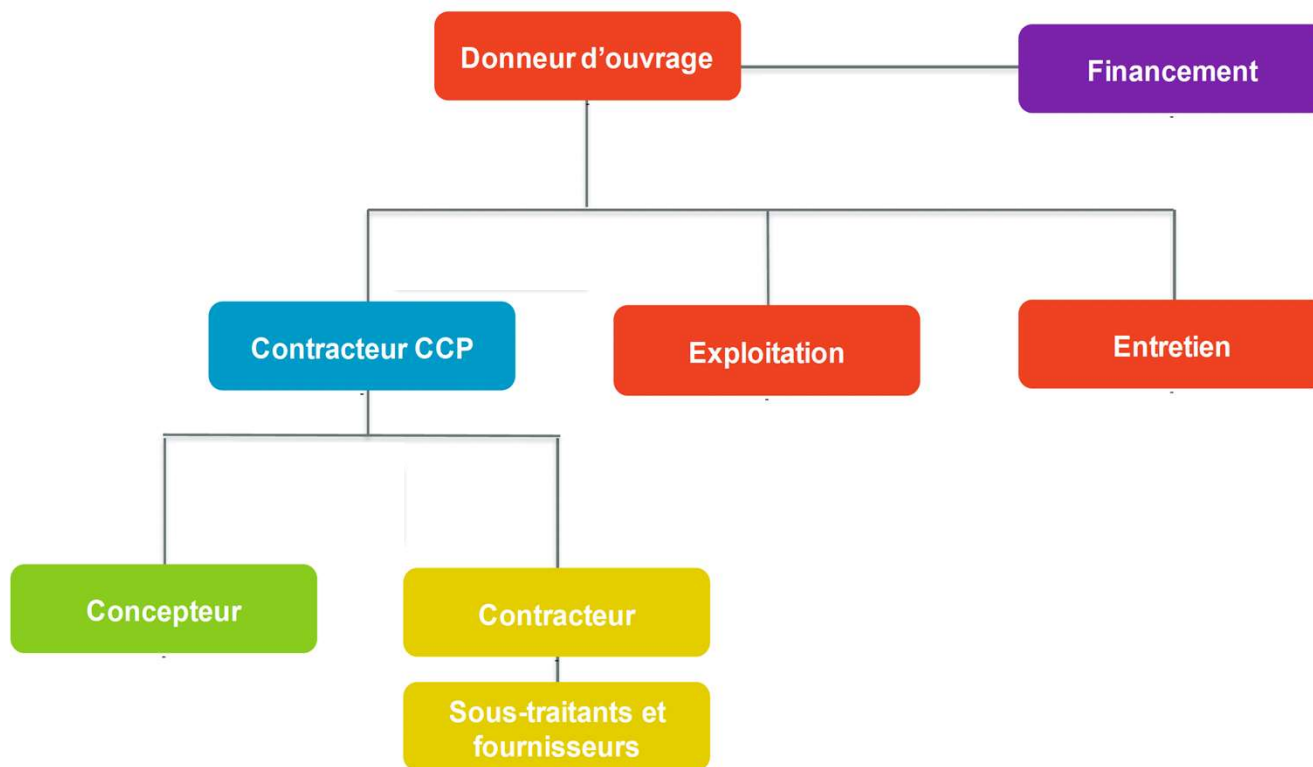 Donneur d'ouvrage
Financement
Contracteur CCP
Exploitation
Entretien
Concepteur
Contracteur
Sous-traitants et
fournisseurs